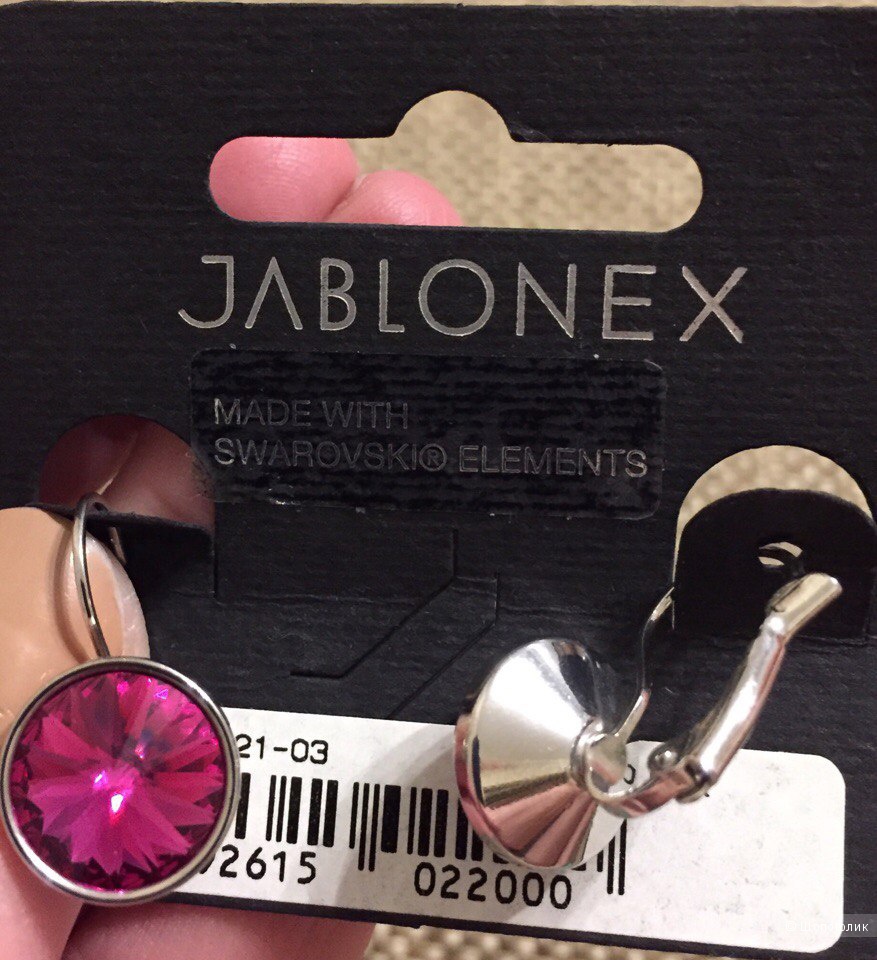 JABLONEX
MADE WITH
SWAROVSKI® ELEMENTS
21-03
2615
022000